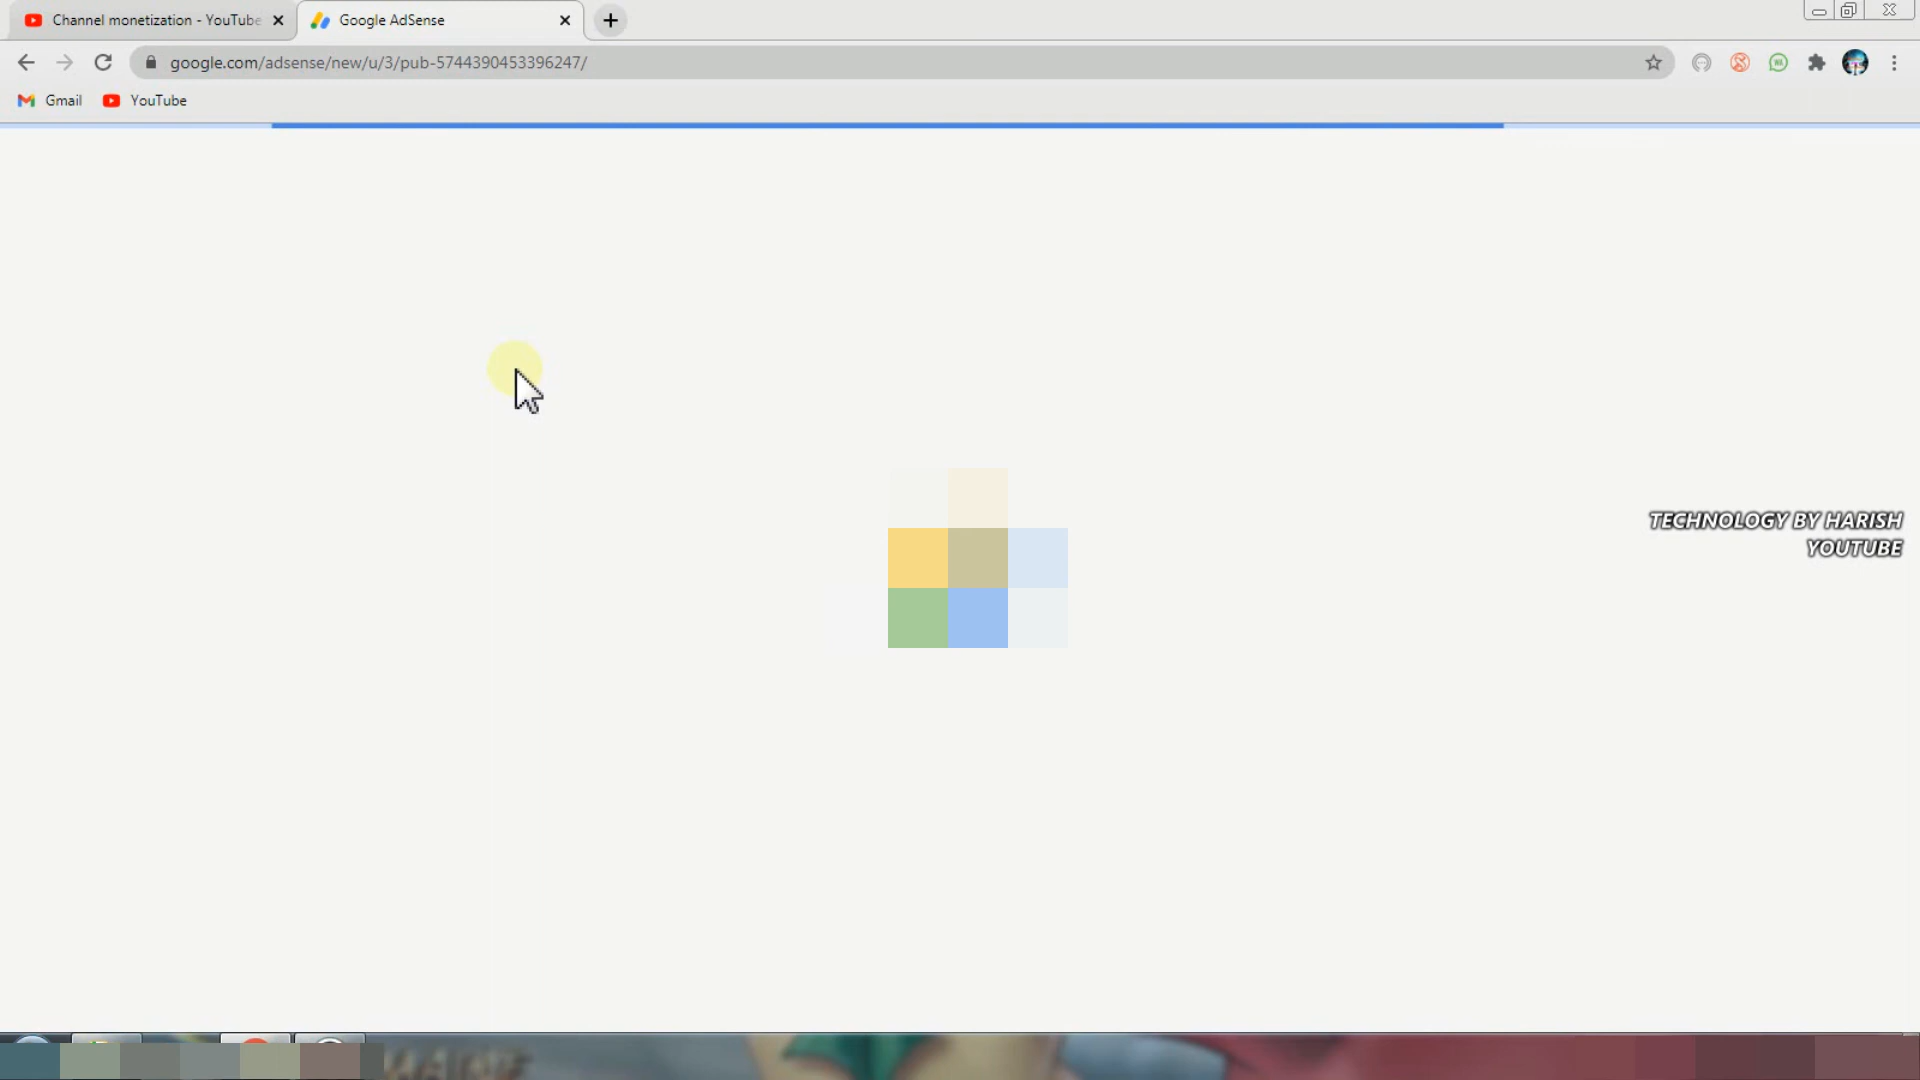 Channel monetization - YouTube
Google AdSense
google.com/adsense/new/u/3/pub-5744390453396247/
Gmail
YouTube
TECHNOLOGY BY HARISH
YOUTUBE